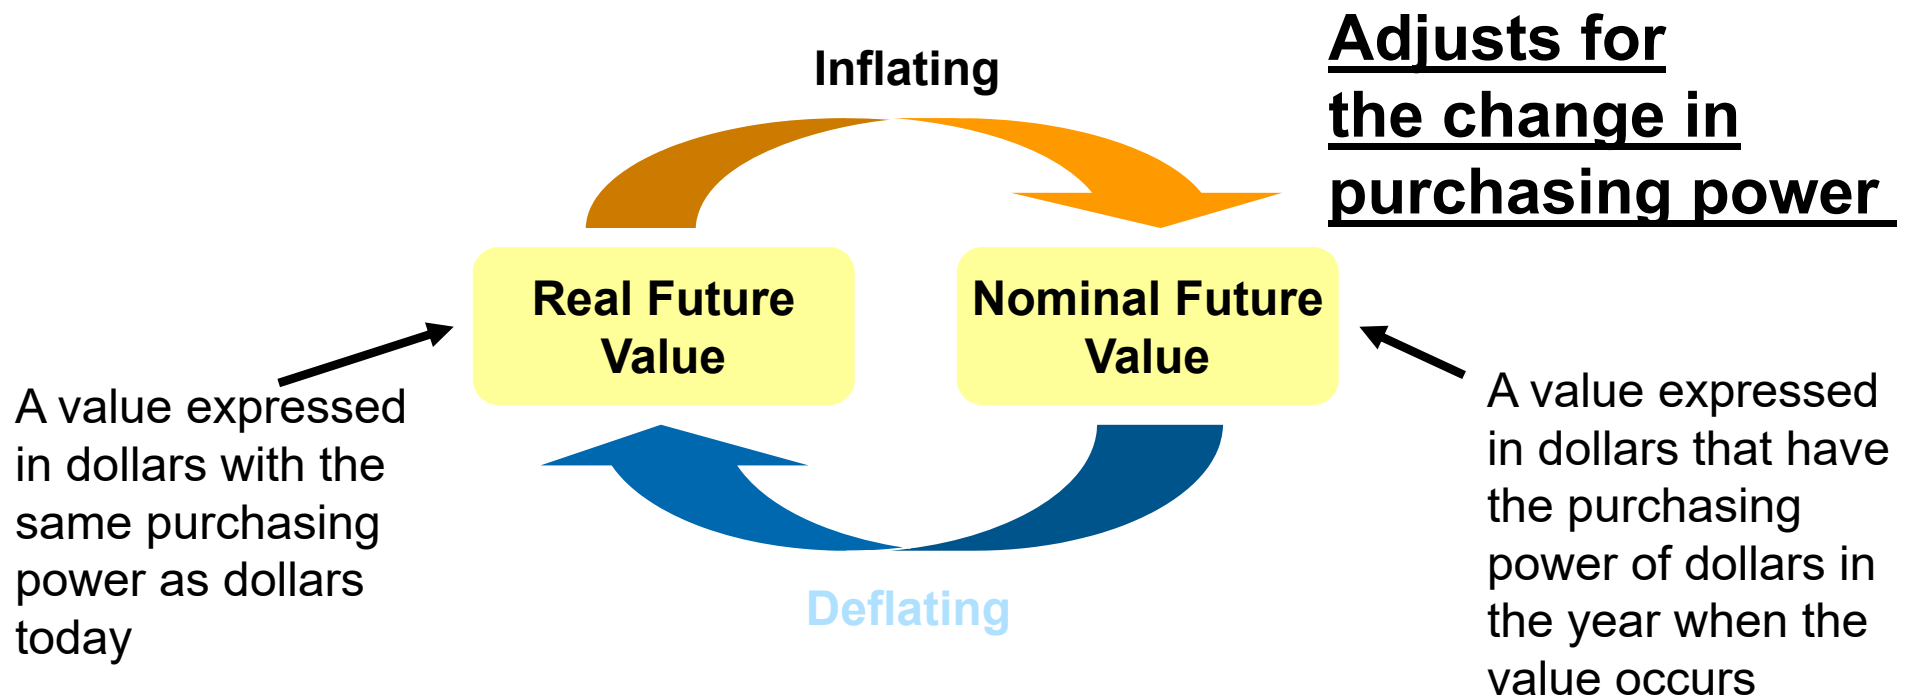 Inflating
Adjusts for
the change in
purchasing power
Real Future
Value
Nominal Future
Value
A value expressed
in dollars with the
same purchasing
power as dollars
today
A value expressed
in dollars that have
the purchasing
power of dollars in
the year when the
value occurs
Deflating